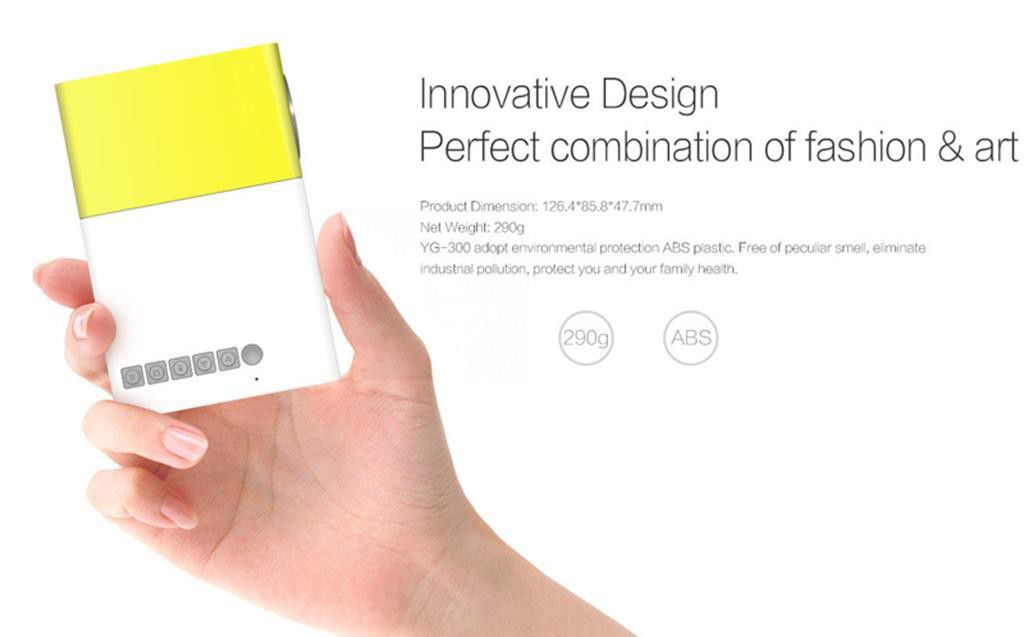 Innovative Design
Perfect combination of fashion & art
Product Dimension: 126.4*85.8*47.7mm
Net Weight: 290g
YG-300 adopt environmental protection ABS plastic. Free of peculiar smell, eliminate
industrial pollution, protect you and your family health.
290g
ABS